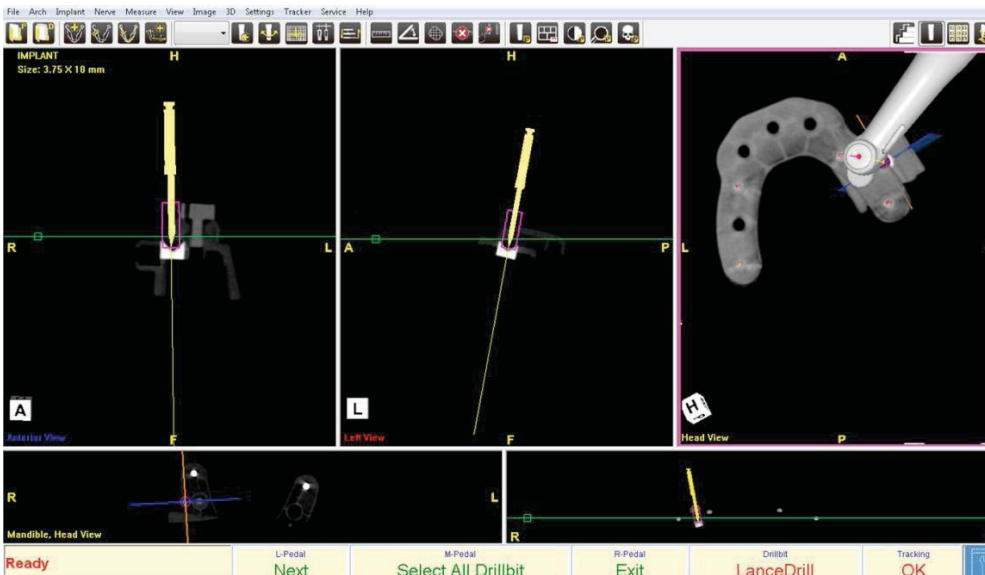 File Arch Implant Nerve Measure View Image 3D Settings Tracker Service Help
IMPLANT
Size: 3.75 X 10 mm
H
R
L
A
Anterior View
F
H
A
P
L
Left View
F
A
L
H
Head View
P
R
L
Mandible, Head View
R
Ready
L-Pedal
Next
M-Pedal
Select All Drillbit
R-Pedal
Exit
Drillbit
LanceDrill
Tracking
OK